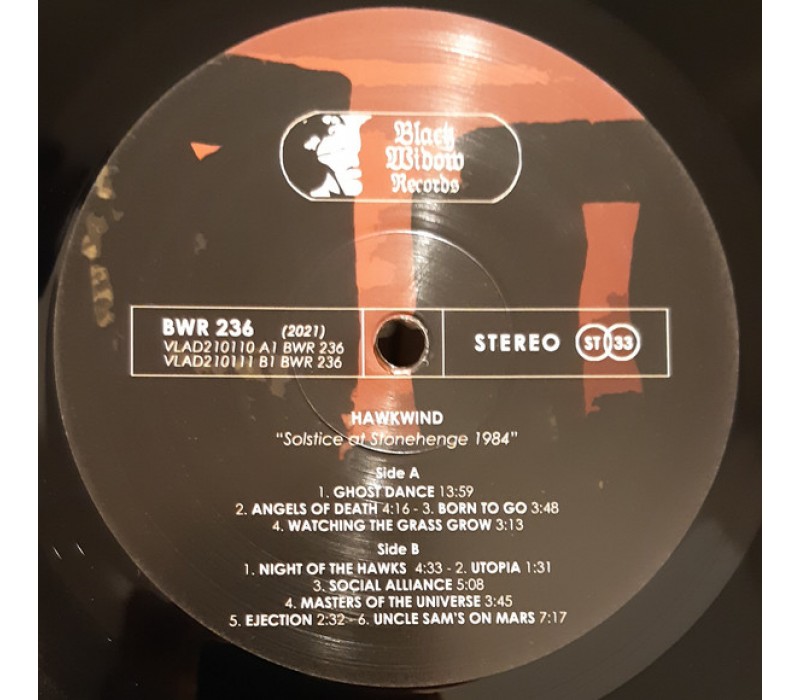 Black
Widow
Records
BWR 236 (2021)
VLAD210110 A1 BWR 236
VLAD210111 B1 BWR 236
STEREO ST 33
HAWKWIND
“Solstice at Stonehenge 1984”
Side A
1. GHOST DANCE 13:59
2. ANGELS OF DEATH 4:16 - 3. BORN TO GO 3:48
4. WATCHING THE GRASS GROW 3:13
Side B
1. NIGHT OF THE HAWKS 4:33 - 2. UTOPIA 1:31
3. SOCIAL ALLIANCE 5:08
4. MASTERS OF THE UNIVERSE 3:45
5. EJECTION 2:32 - 6. UNCLE SAM'S ON MARS 7:17